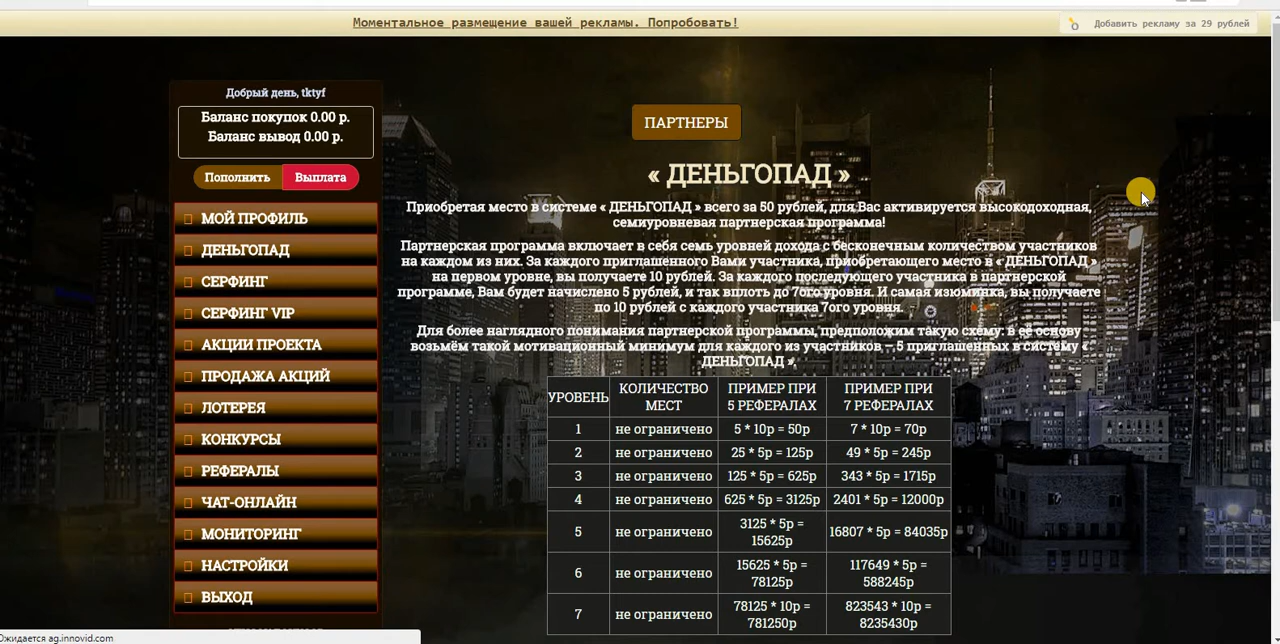 Моментальное размещение вашей рекламы. Попробовать!
Добавить рекламу за 29 рублей
Добрый день, tktyf
Баланс покупок 0.00 р.
Баланс вывод 0.00 р.
Пополнить Выплата
МОЙ ПРОФИЛЬ
ДЕНЬГОПАД
СЕРФИНГ
СЕРФИНГ VIP
АКЦИИ ПРОЕКТА
ПРОДАЖА АКЦИЙ
ЛОТЕРЕЯ
КОНКУРСЫ
РЕФЕРАЛЫ
ЧАТ-ОНЛАЙН
МОНИТОРИНГ
НАСТРОЙКИ
ВЫХОД
ПАРТНЕРЫ
« ДЕНЬГОПАД »
Приобретая место в системе « ДЕНЬГОПАД » всего за 50 рублей, для Вас активируется высокодоходная,
семиуровневая партнерская программа!
Партнерская программа включает в себя семь уровней дохода с бесконечным количеством участников
на каждом из них. За каждого приглашенного Вами участника, приобретающего место в « ДЕНЬГОПАД »
на первом уровне, вы получаете 10 рублей. За каждого последующего участника в партнерской
программе, Вам будет начислено 5 рублей, и так вплоть до 7ого уровня. И самая изюминка, вы получаете
по 10 рублей с каждого участника 7ого уровня.
Для более наглядного понимания партнерской программы, предположим такую схему: в её основу
возьмём такой мотивационный минимум для каждого из участников – 5 приглашенных в систему «
ДЕНЬГОПАД ».
УРОВЕНЬ КОЛИЧЕСТВО МЕСТ ПРИМЕР ПРИ 5 РЕФЕРАЛАХ ПРИМЕР ПРИ 7 РЕФЕРАЛАХ
1 не ограничено 5 * 10р = 50р 7 * 10р = 70р
2 не ограничено 25 * 5р = 125р 49 * 5р = 245р
3 не ограничено 125 * 5р = 625р 343 * 5р = 1715р
4 не ограничено 625 * 5р = 3125р 2401 * 5р = 12000р
5 не ограничено 3125 * 5р = 15625р 16807 * 5р = 84035р
6 не ограничено 15625 * 5р = 78125р 117649 * 5р = 588245р
7 не ограничено 78125 * 10р = 781250р 823543 * 10р = 8235430р
Ожидается ag.innovid.com